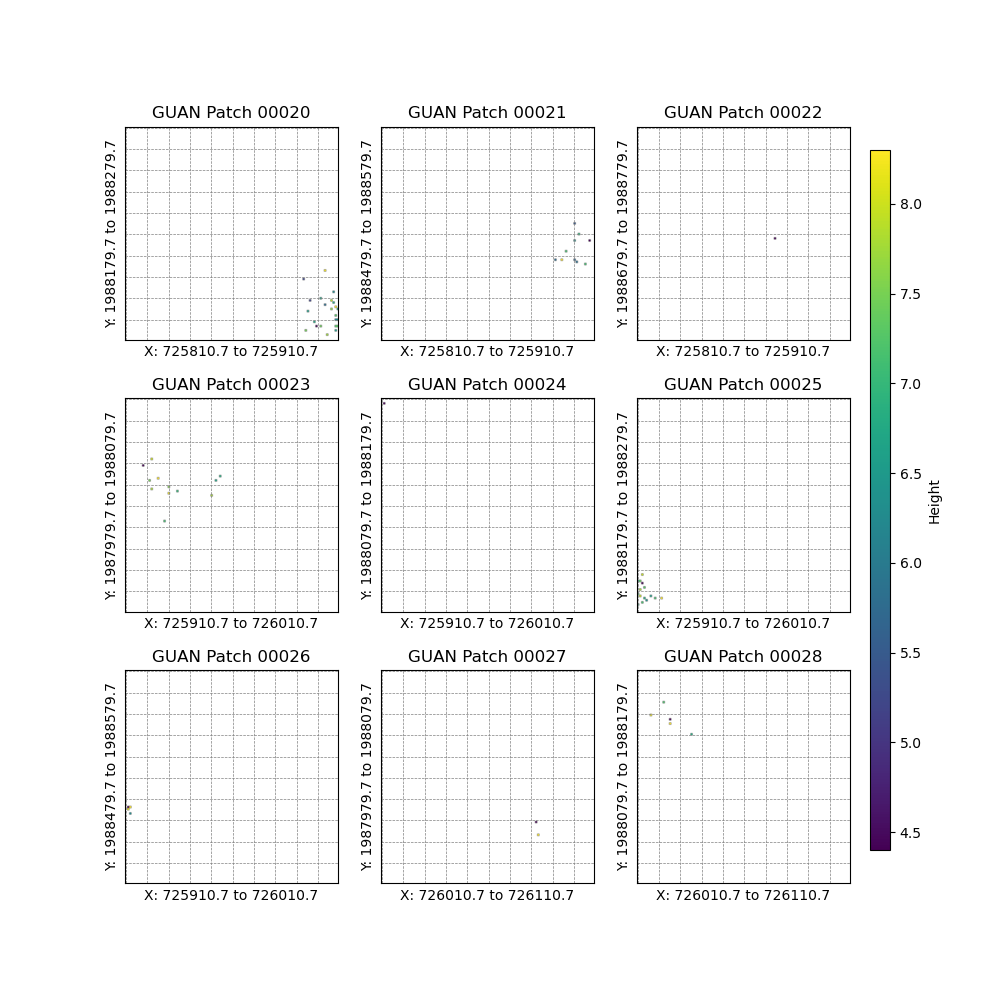 GUAN Patch 00020
Y: 1988179.7 to 1988279.7
X: 725810.7 to 725910.7
GUAN Patch 00021
Y: 1988479.7 to 1988579.7
X: 725810.7 to 725910.7
GUAN Patch 00022
Y: 1988679.7 to 1988779.7
X: 725810.7 to 725910.7
GUAN Patch 00023
Y: 1987979.7 to 1988079.7
X: 725910.7 to 726010.7
GUAN Patch 00024
Y: 1988079.7 to 1988179.7
X: 725910.7 to 726010.7
GUAN Patch 00025
Y: 1988179.7 to 1988279.7
X: 725910.7 to 726010.7
GUAN Patch 00026
Y: 1988479.7 to 1988579.7
X: 725910.7 to 726010.7
GUAN Patch 00027
Y: 1987979.7 to 1988079.7
X: 726010.7 to 726110.7
GUAN Patch 00028
Y: 1988079.7 to 1988179.7
X: 726010.7 to 726110.7
8.0
7.5
7.0
6.5
6.0
5.5
5.0
4.5
Height